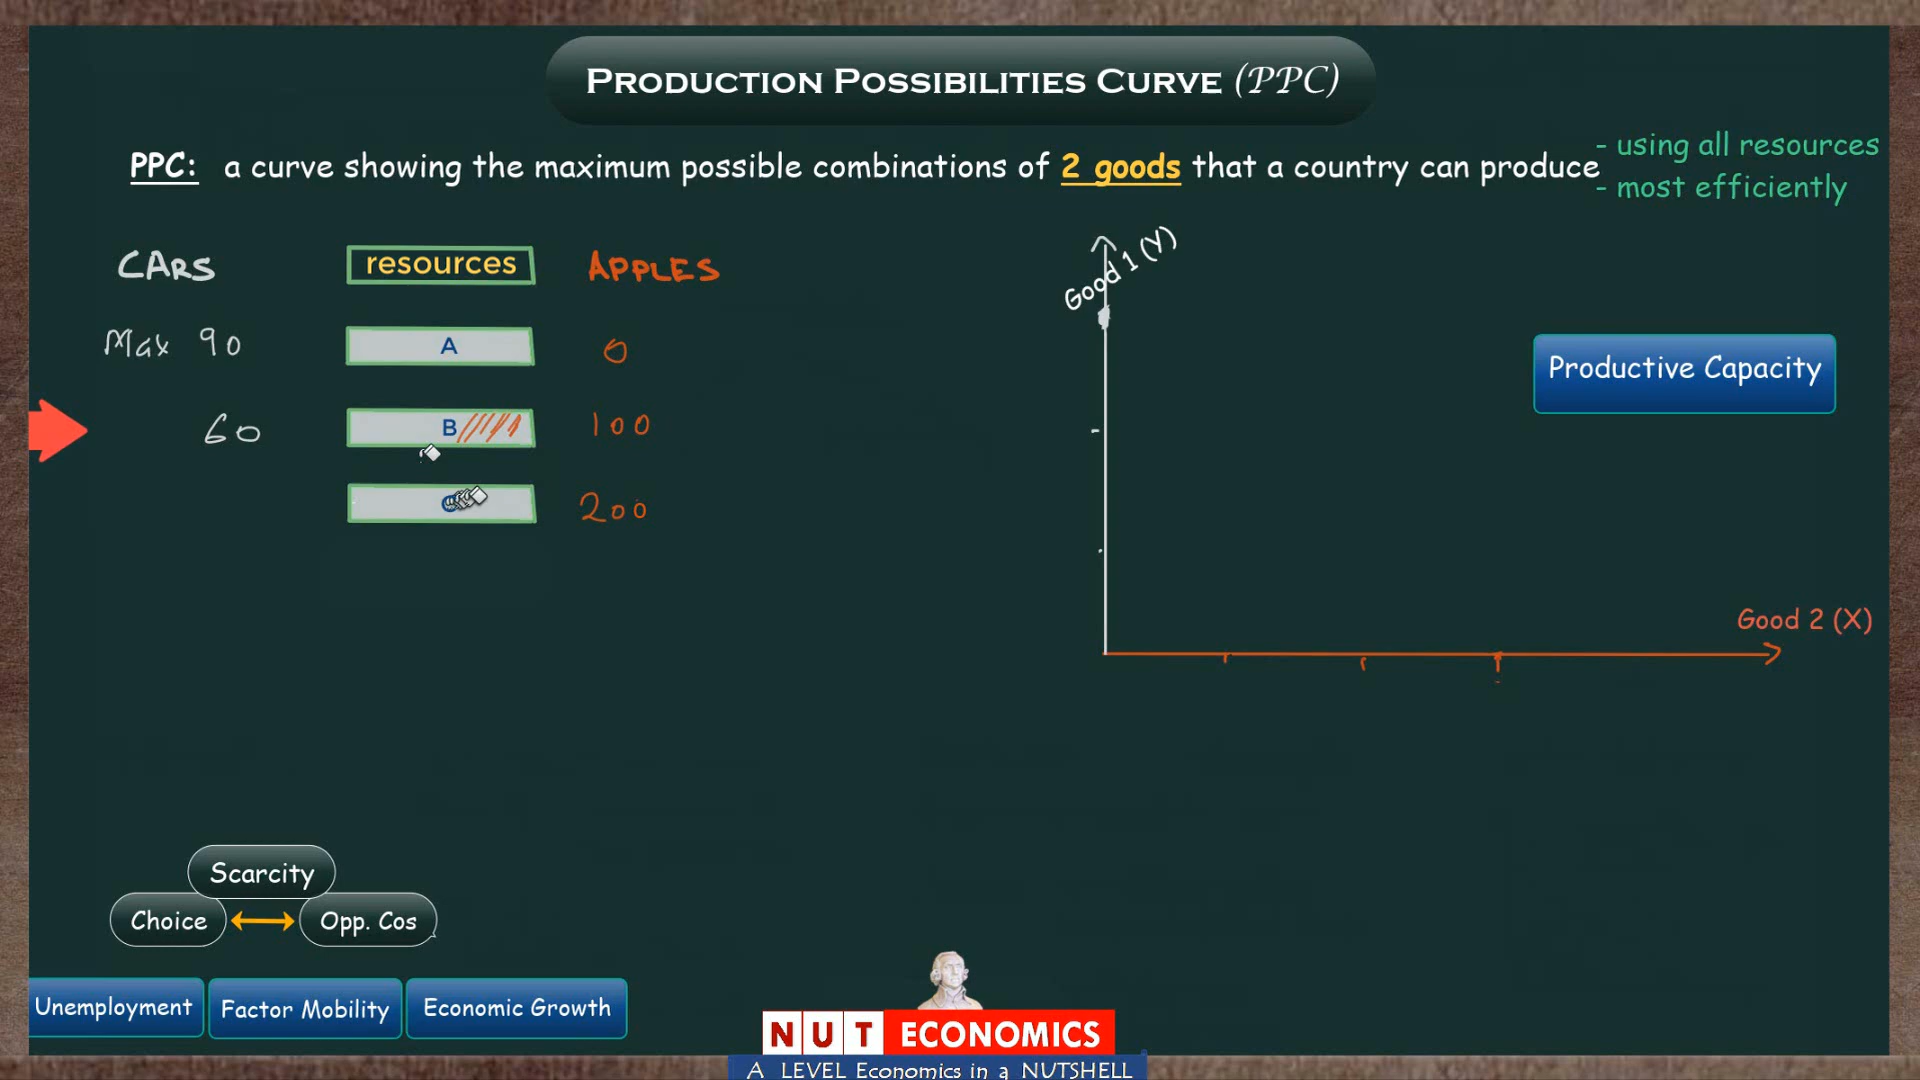 PRODUCTION POSSIBILITIES CURVE (PPC)
PPC: a curve showing the maximum possible combinations of 2 goods that a country can produce
- using all resources
- most efficiently
CARS resources APPLES
Max 90 A 0
60 B 100
200
Good 1 (Y)
Productive Capacity
Good 2 (X)
Scarcity
Choice Opp. Cos
Unemployment Factor Mobility Economic Growth
NUT ECONOMICS
A LEVEL Economics in a NUTSHELL